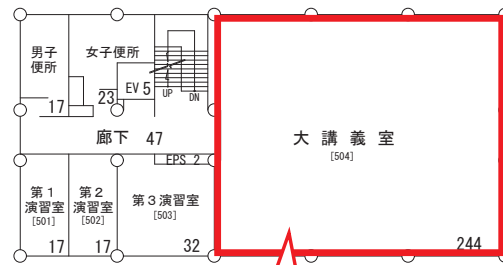 男子
便所
17
女子便所
23
EV 5
UP
DN
廊下 47
EPS 2
第1
演習室
[501]
17
第2
演習室
[502]
17
第3演習室
[503]
32
大講義室
[504]
244